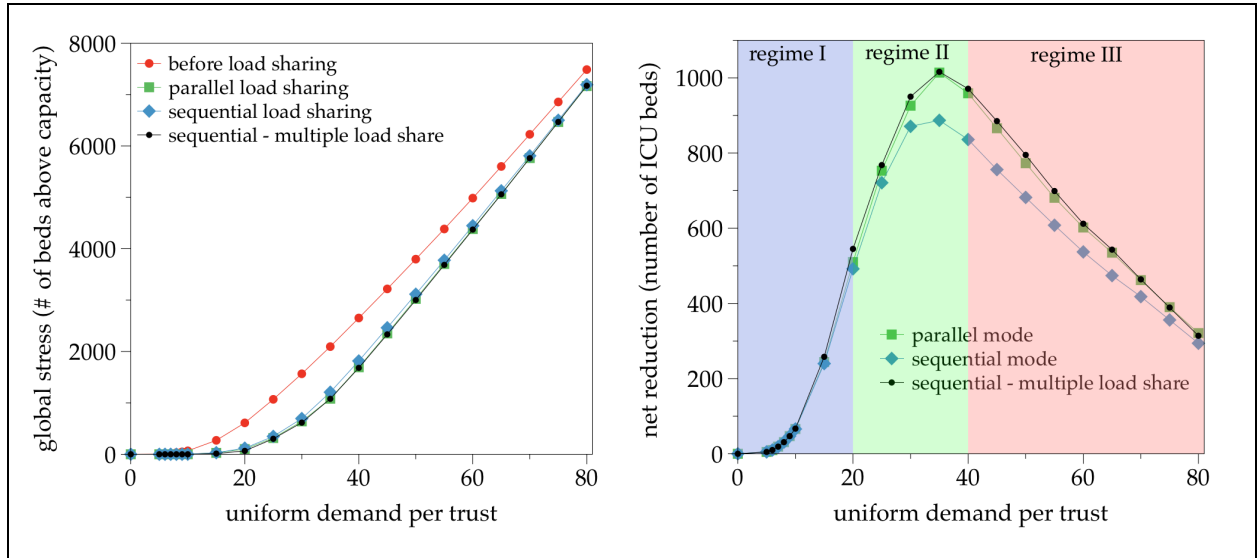 8000
6000
4000
2000
0
global stress (# of beds above capacity)
before load sharing
parallel load sharing
sequential load sharing
sequential - multiple load share
0 20 40 60 80
uniform demand per trust
1000
800
600
400
200
0
net reduction (number of ICU beds)
regime I regime II regime III
parallel mode
sequential mode
sequential - multiple load share
0 20 40 60 80
uniform demand per trust